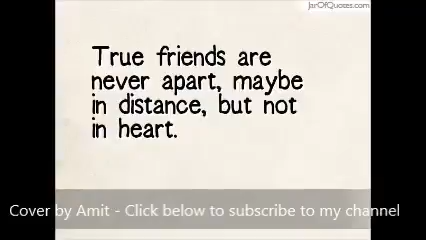 JarOfQuotes.com
True friends are
never apart, maybe
in distance, but not
in heart.
Cover by Amit - Click below to subscribe to my channel